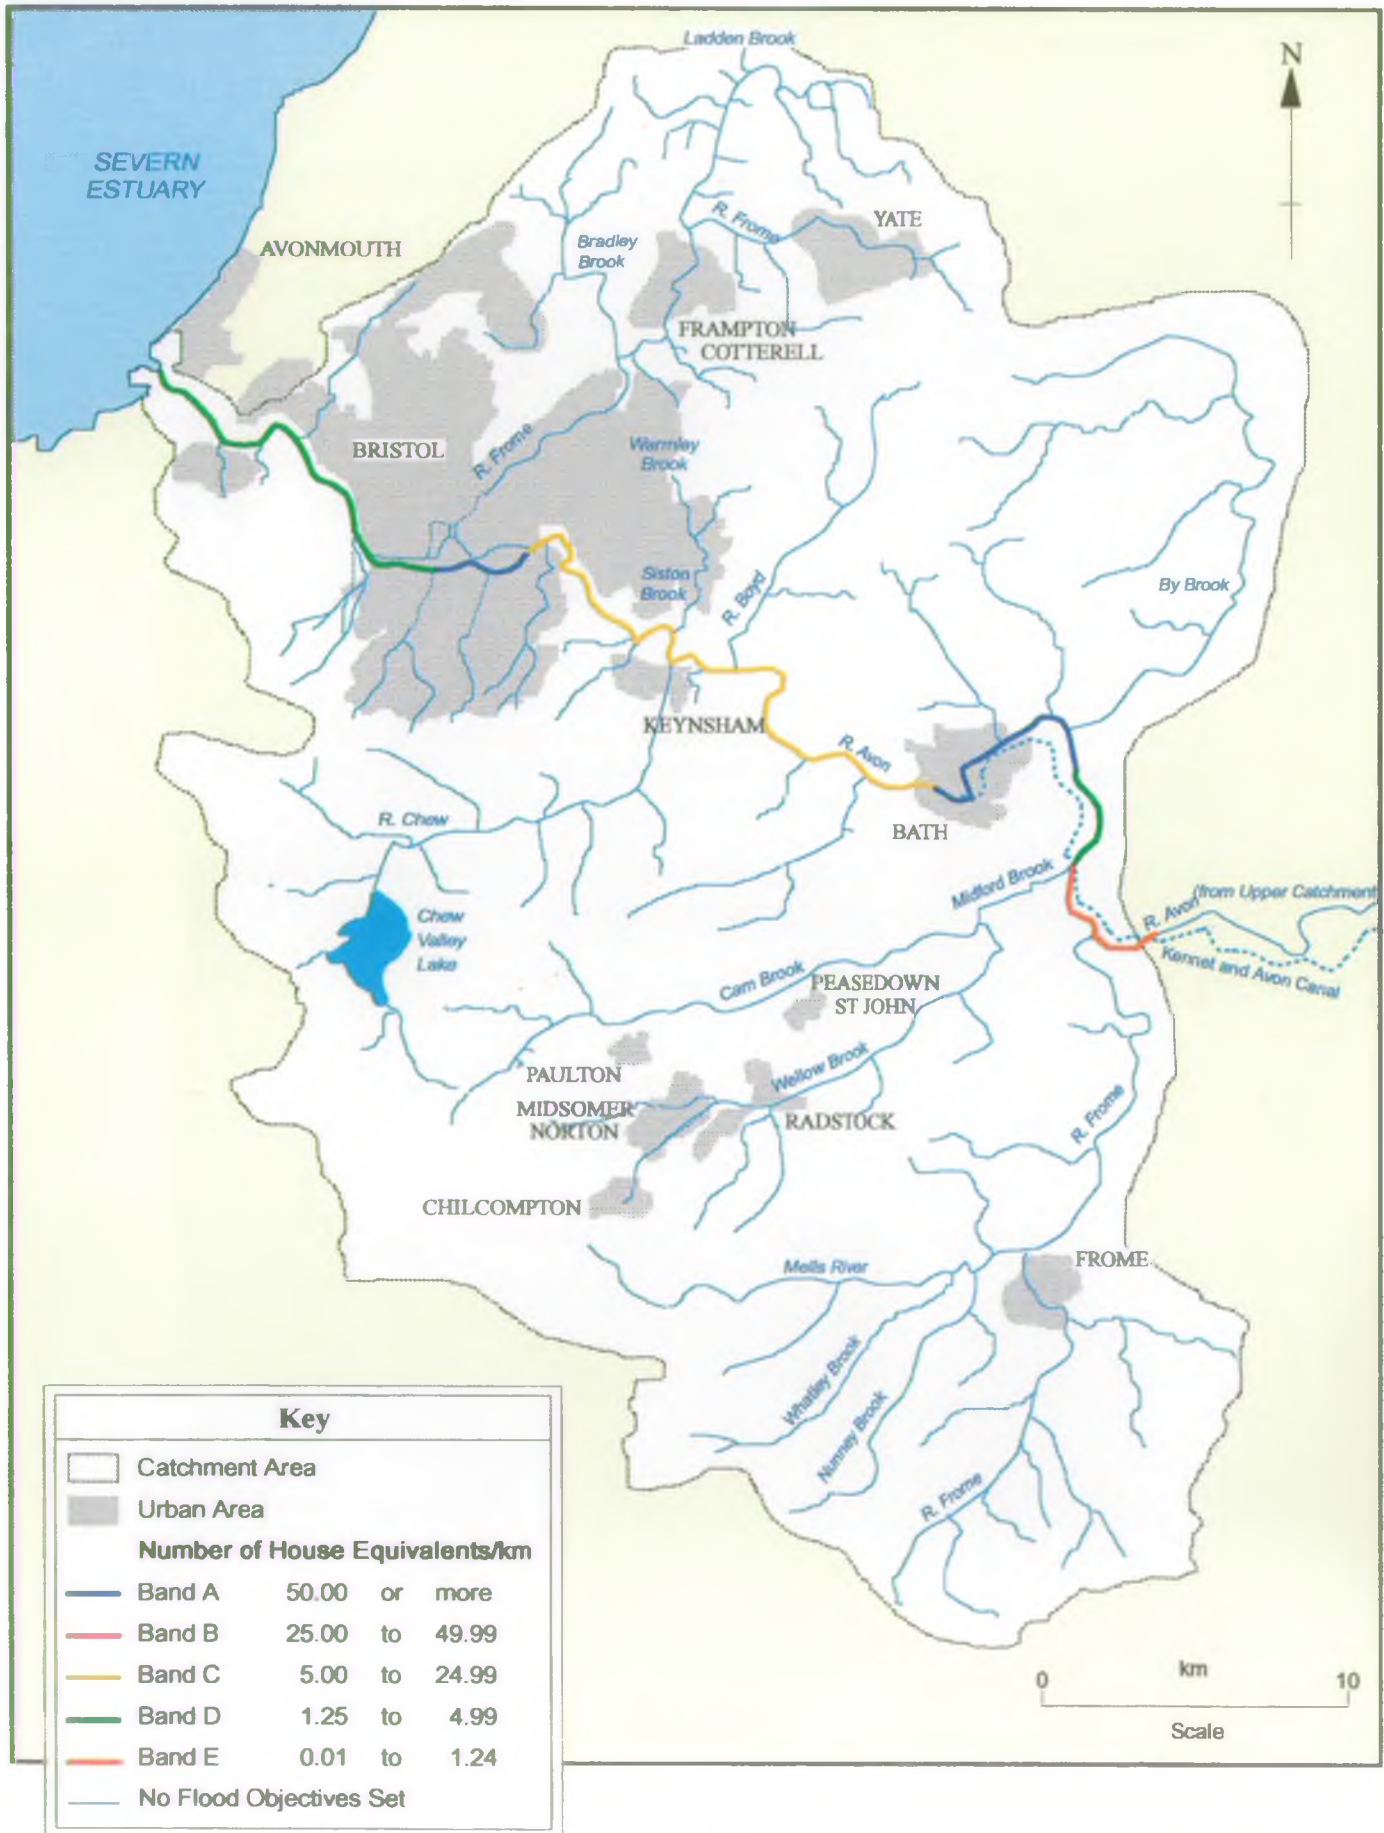 Ladden Brook
N
SEVERN
ESTUARY
AVONMOUTH
R. Frome
YATE
Bradley
Brook
FRAMPTON
COTTERELL
BRISTOL
R. Frome
Warmley
Brook
Siston
Brook
R. Boyd
By Brook
KEYNSHAM
R. Avon
R. Chew
BATH
Midford Brook
Chew
Valley
Lake
R. Avon
(from Upper Catchment
Kennet and Avon Canal
Cam Brook
PEASEDOWN
ST JOHN
PAULTON
Wellow Brook
MIDSOMER
NORTON
RADSTOCK
R. Frome
CHILCOMPTON
Mells River
FROME
Whatley Brook
Nunney Brook
R. Frome
Key
Catchment Area
Urban Area
Number of House Equivalents/km
Band A 50.00 or more
Band B 25.00 to 49.99
Band C 5.00 to 24.99
Band D 1.25 to 4.99
Band E 0.01 to 1.24
No Flood Objectives Set
km
0 10
Scale